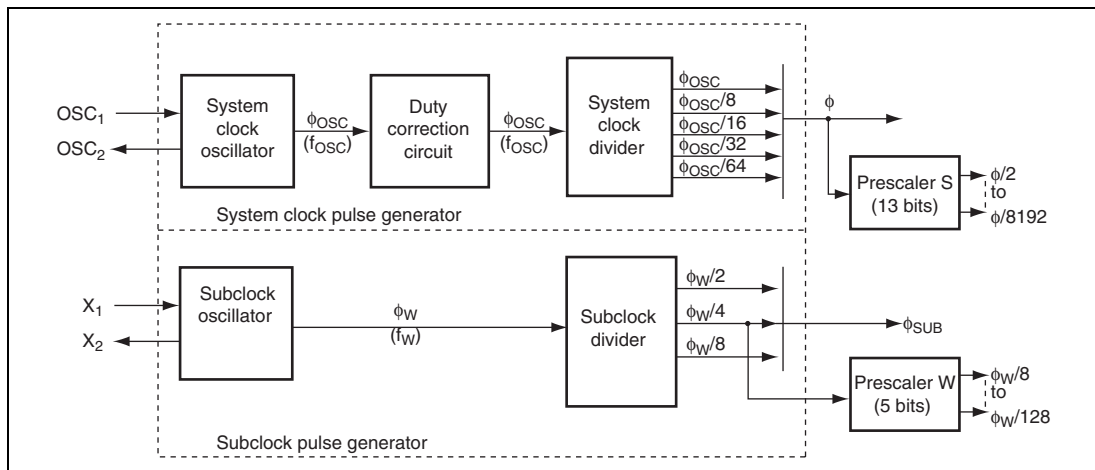 OSC1
OSC2
System
clock
oscillator
φOSC
(fOSC)
Duty
correction
circuit
φOSC
(fOSC)
System
clock
divider
φOSC
φOSC/8
φOSC/16
φOSC/32
φOSC/64
φ
Prescaler S
(13 bits)
φ/2
to
φ/8192
System clock pulse generator
X1
X2
Subclock
oscillator
φW
(fW)
Subclock
divider
φW/2
φW/4
φW/8
φSUB
Prescaler W
(5 bits)
φW/8
to
φW/128
Subclock pulse generator